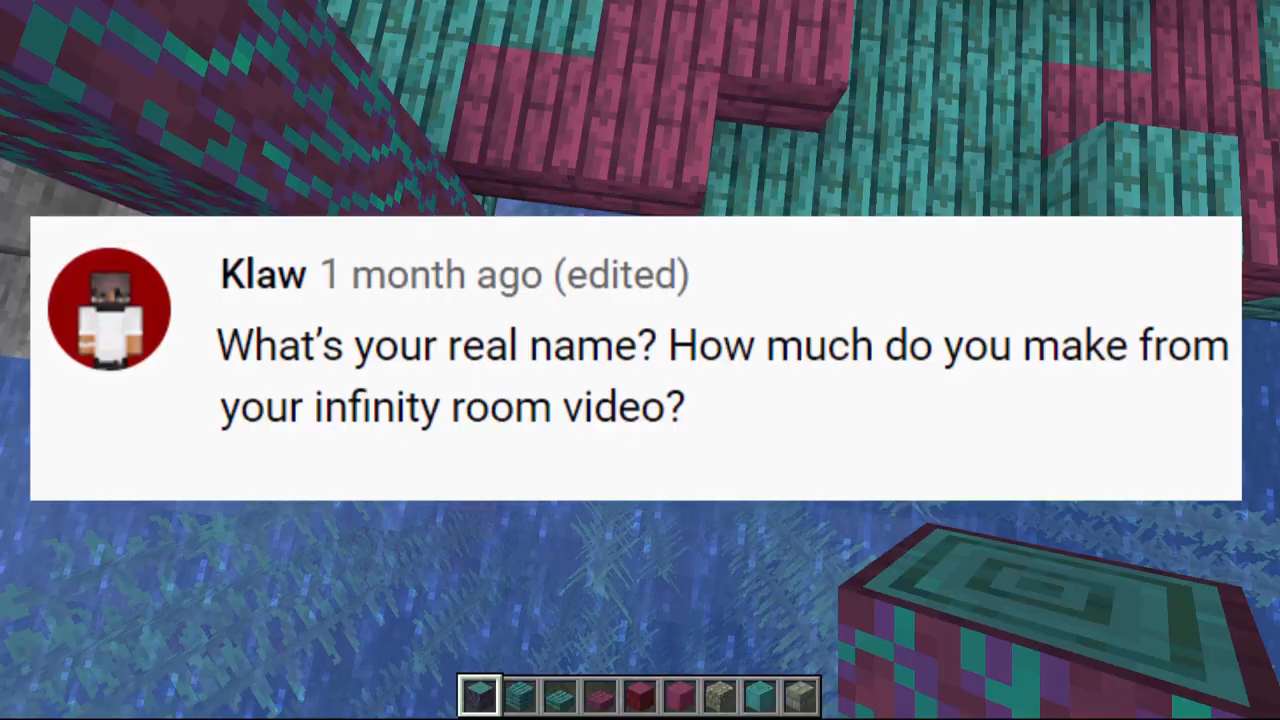 Klaw 1 month ago (edited)
What’s your real name? How much do you make from
your infinity room video?